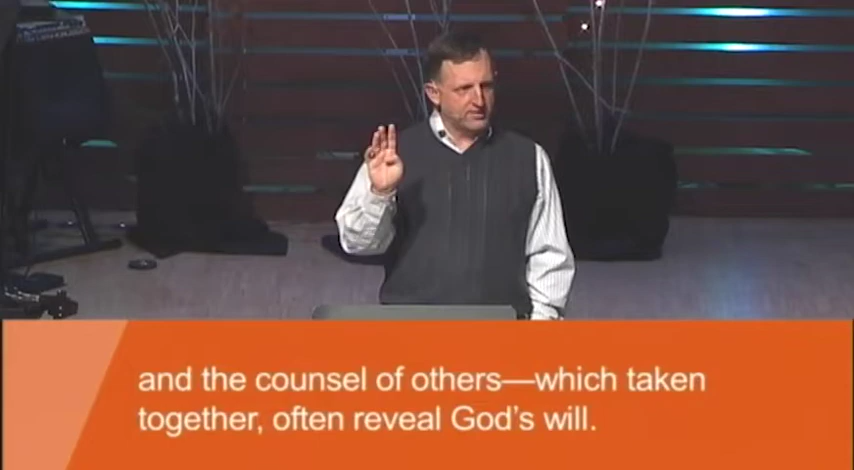 and the counsel of others—which taken
together, often reveal God's will.